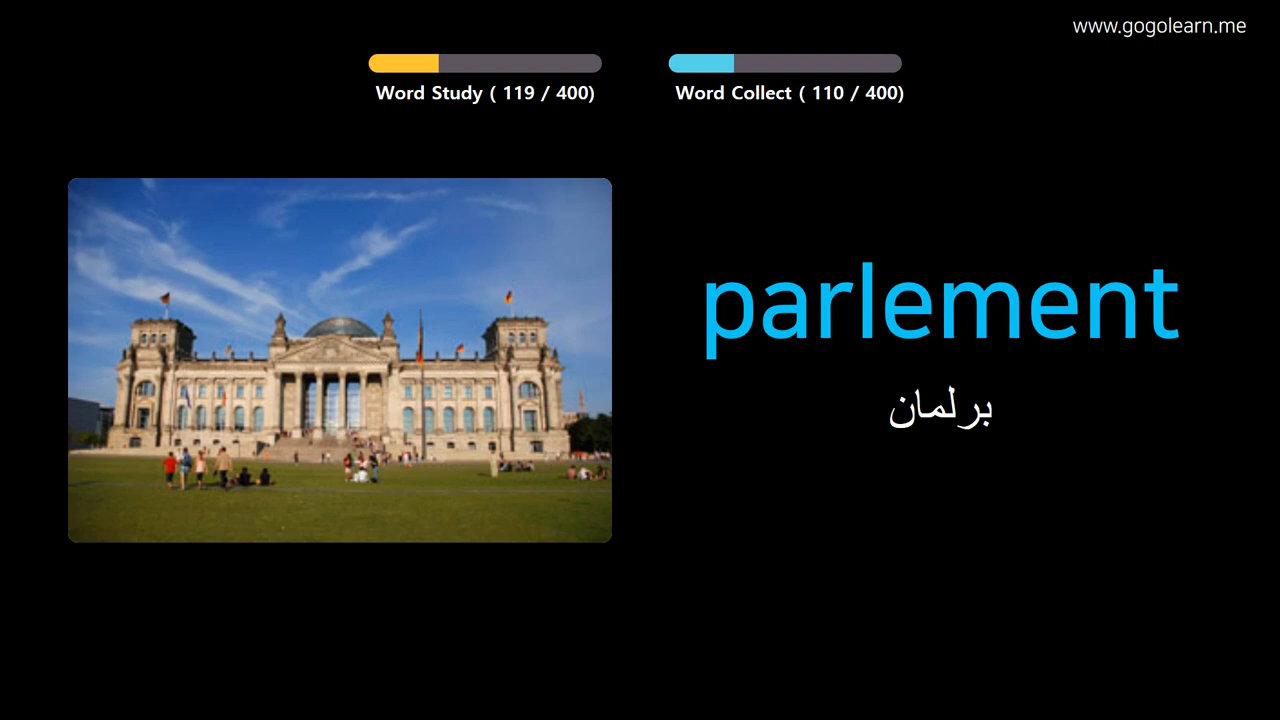 www.gogolearn.me
Word Study ( 119 / 400)
Word Collect ( 110 / 400)
parlement
برلمان